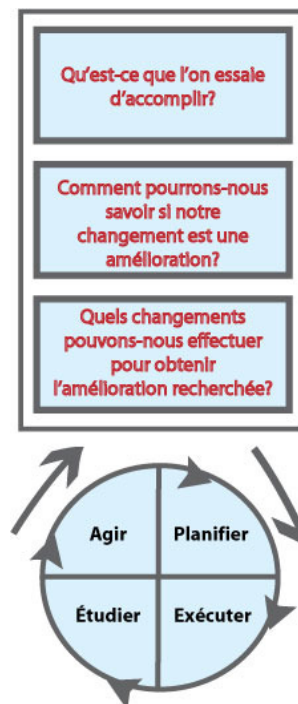 Qu'est-ce que l'on essaie
d'accomplir?
Comment pourrons-nous
savoir si notre
changement est une
amélioration?
Quels changements
pouvons-nous effectuer
pour obtenir
l'amélioration recherchée?
Agir Planifier
Étudier Exécuter